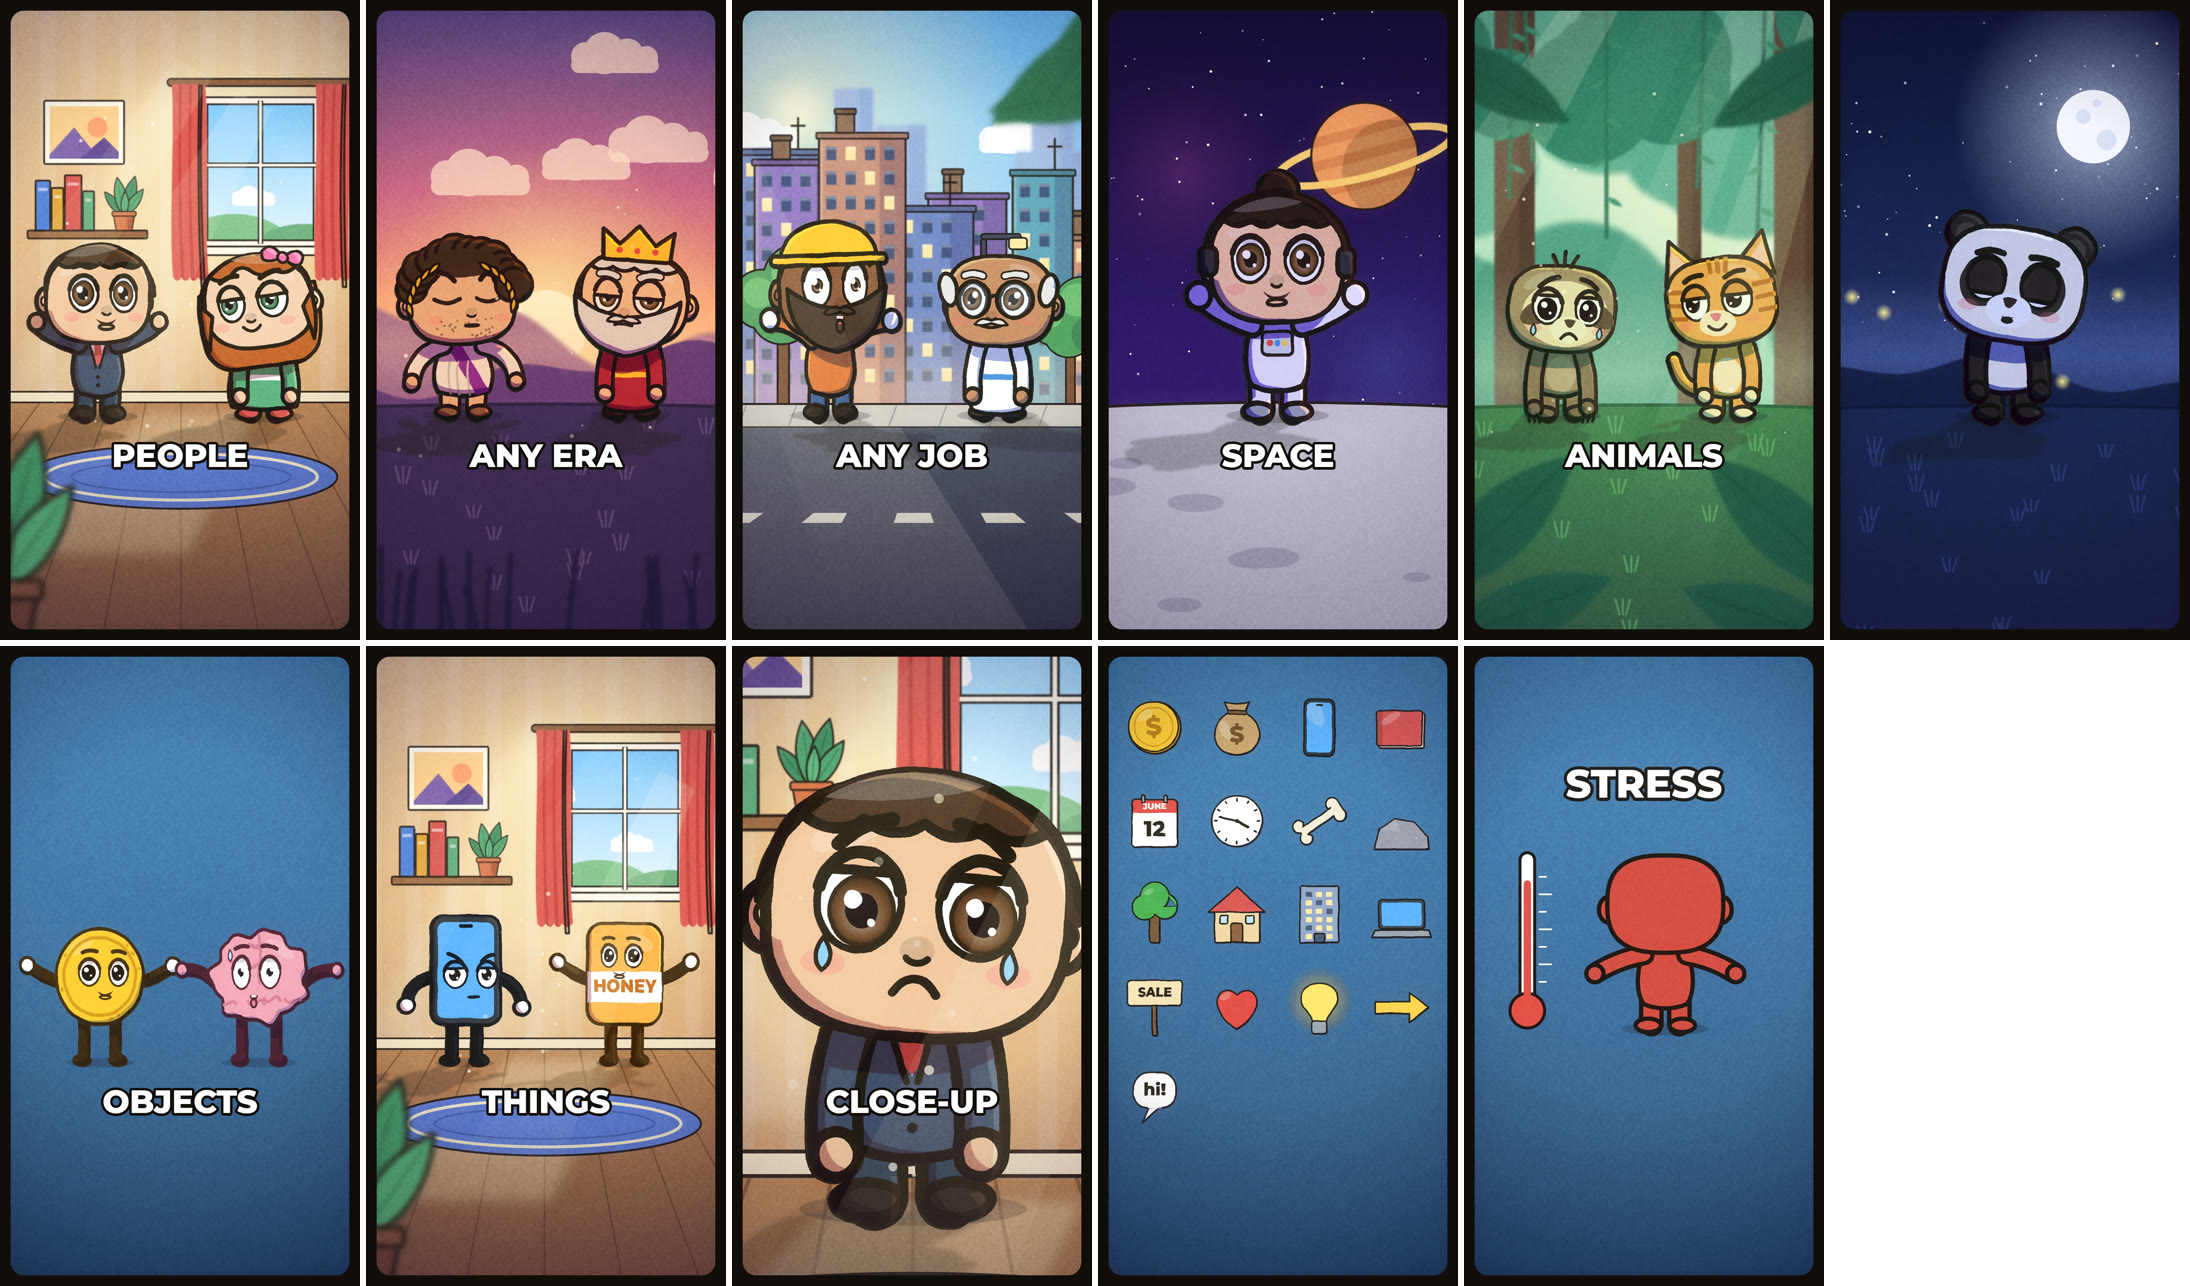 PEOPLE
ANY ERA
ANY JOB
SPACE
ANIMALS
OBJECTS
HONEY
THINGS
CLOSE-UP
$
$
JUNE
12
SALE
hi!
STRESS